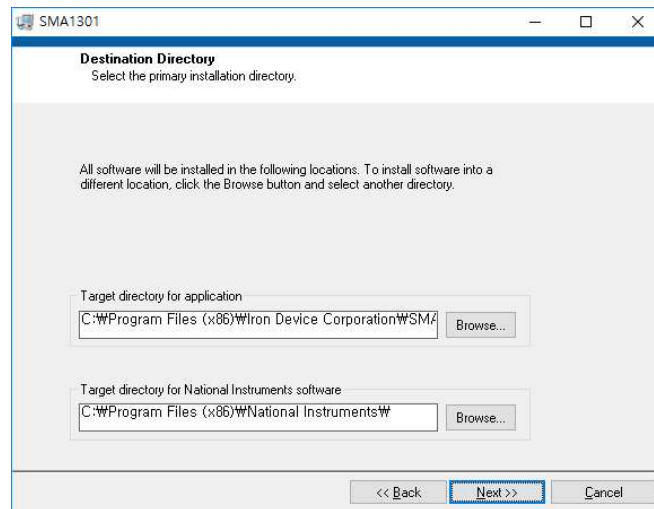 SMA1301
Destination Directory
Select the primary installation directory.
All software will be installed in the following locations. To install software into a
different location, click the Browse button and select another directory.
Target directory for application
C:₩Program Files (x86)₩Iron Device Corporation₩SMA
Browse...
Target directory for National Instruments software
C:₩Program Files (x86)₩National Instruments₩
Browse...
<< Back
Next >>
Cancel